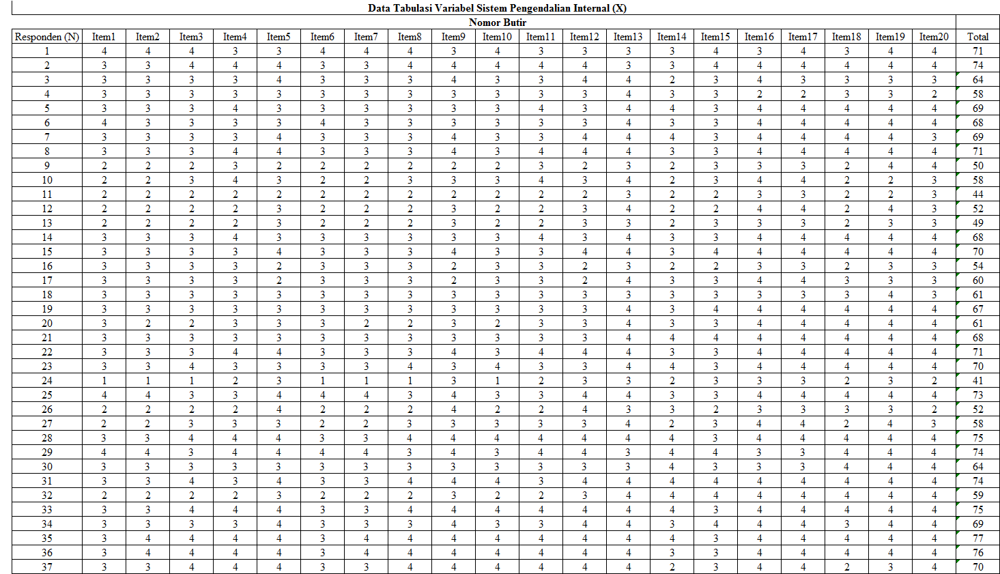 Data Tabulasi Variabel Sistem Pengendalian Internal (X)
Nomor Butir
Responden (N) Item1 Item2 Item3 Item4 Item5 Item6 Item7 Item8 Item9 Item10 Item11 Item12 Item13 Item14 Item15 Item16 Item17 Item18 Item19 Item20 Total
1 4 4 4 3 3 4 4 4 3 4 3 3 3 3 4 3 4 3 4 4 71
2 3 3 4 4 4 3 3 4 4 4 4 4 3 3 4 4 4 4 4 4 74
3 3 3 3 3 4 3 3 3 4 3 3 4 4 2 3 4 3 3 3 3 64
4 3 3 3 3 3 3 3 3 3 3 3 3 4 3 3 2 2 3 3 2 58
5 3 3 3 4 3 3 3 3 3 3 4 3 4 4 3 4 4 4 4 4 69
6 4 3 3 3 3 4 3 3 3 3 3 3 4 3 3 4 4 4 4 4 68
7 3 3 3 3 4 3 3 3 4 3 3 4 4 4 3 4 4 4 4 3 69
8 3 3 3 4 4 3 3 3 4 3 4 4 4 3 3 4 4 4 4 4 71
9 2 2 2 3 2 2 2 2 2 2 3 2 3 2 3 3 3 2 4 4 50
10 2 2 3 4 3 2 2 3 3 3 4 3 4 2 3 4 4 2 2 3 58
11 2 2 2 2 2 2 2 2 2 2 2 2 3 2 2 3 3 2 2 3 44
12 2 2 2 2 3 2 2 2 3 2 2 3 4 2 2 4 4 2 4 3 52
13 2 2 2 2 3 2 2 2 3 2 2 3 3 2 3 3 3 2 3 3 49
14 3 3 3 4 3 3 3 3 3 3 4 3 4 3 3 4 4 4 4 4 68
15 3 3 3 3 4 3 3 3 4 3 3 4 4 3 4 4 4 4 4 4 70
16 3 3 3 3 2 3 3 3 2 3 3 2 3 2 2 3 3 2 3 3 54
17 3 3 3 3 2 3 3 3 2 3 3 2 4 3 3 4 4 3 3 3 60
18 3 3 3 3 3 3 3 3 3 3 3 3 3 3 3 3 3 3 4 3 61
19 3 3 3 3 3 3 3 3 3 3 3 3 4 3 4 4 4 4 4 4 67
20 3 2 2 3 3 3 2 2 3 2 3 3 4 3 3 4 4 4 4 4 61
21 3 3 3 3 3 3 3 3 3 3 3 3 4 4 4 4 4 4 4 4 68
22 3 3 3 4 4 3 3 3 4 3 4 4 4 3 3 4 4 4 4 4 71
23 3 3 4 3 3 3 3 4 3 4 3 3 4 4 3 4 4 4 4 4 70
24 1 1 1 2 3 1 1 1 3 1 2 3 3 2 3 3 3 2 3 2 41
25 4 4 3 3 4 4 4 3 4 3 3 4 4 3 3 4 4 4 4 4 73
26 2 2 2 2 4 2 2 2 4 2 2 4 3 3 2 3 3 3 3 2 52
27 2 2 3 3 3 2 2 3 3 3 3 3 4 2 3 4 4 2 4 3 58
28 3 3 4 4 4 3 3 4 4 4 4 4 4 4 3 4 4 4 4 4 75
29 4 4 3 4 4 4 4 3 4 3 4 4 3 4 4 3 3 4 4 4 74
30 3 3 3 3 3 3 3 3 3 3 3 3 3 4 3 3 3 4 4 4 64
31 3 3 4 3 4 3 3 4 4 4 3 4 4 4 4 4 4 4 4 4 74
32 2 2 2 2 3 2 2 2 3 2 2 3 4 4 4 4 4 4 4 4 59
33 3 3 4 4 4 3 3 4 4 4 4 4 4 4 3 4 4 4 4 4 75
34 3 3 3 3 4 3 3 3 4 3 3 4 4 3 4 4 4 3 4 4 69
35 3 4 4 4 4 3 4 4 4 4 4 4 4 4 3 4 4 4 4 4 77
36 3 4 4 4 4 3 4 4 4 4 4 4 4 3 3 4 4 4 4 4 76
37 3 3 4 4 4 3 3 4 4 4 4 4 4 2 3 4 4 2 3 4 70